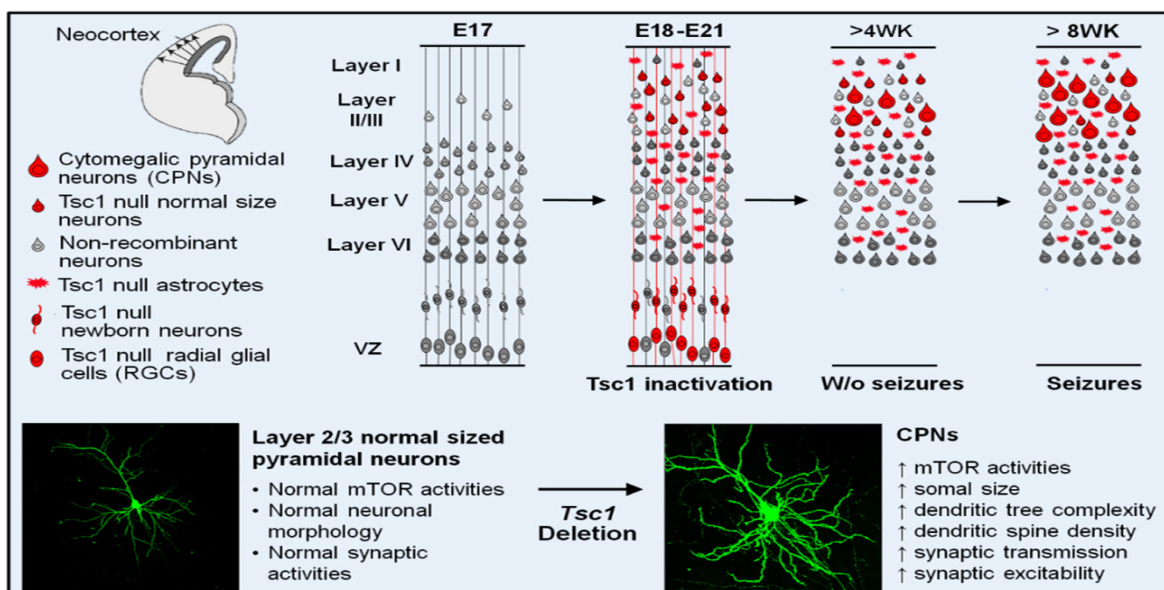 Neocortex
Cytomegalic pyramidal
neurons (CPNs)
Tsc1 null normal size
neurons
Non-recombinant
neurons
Tsc1 null astrocytes
Tsc1 null
newborn neurons
Tsc1 null radial glial
cells (RGCs)
E17
E18-E21
>4WK
> 8WK
Layer I
Layer
II/III
Layer IV
Layer V
Layer VI
VZ
Tsc1 inactivation
W/o seizures
Seizures
Layer 2/3 normal sized
pyramidal neurons
• Normal mTOR activities
• Normal neuronal
morphology
• Normal synaptic
activities
Tsc1
Deletion
CPNs
↑ mTOR activities
↑ somal size
↑ dendritic tree complexity
↑ dendritic spine density
↑ synaptic transmission
↑ synaptic excitability